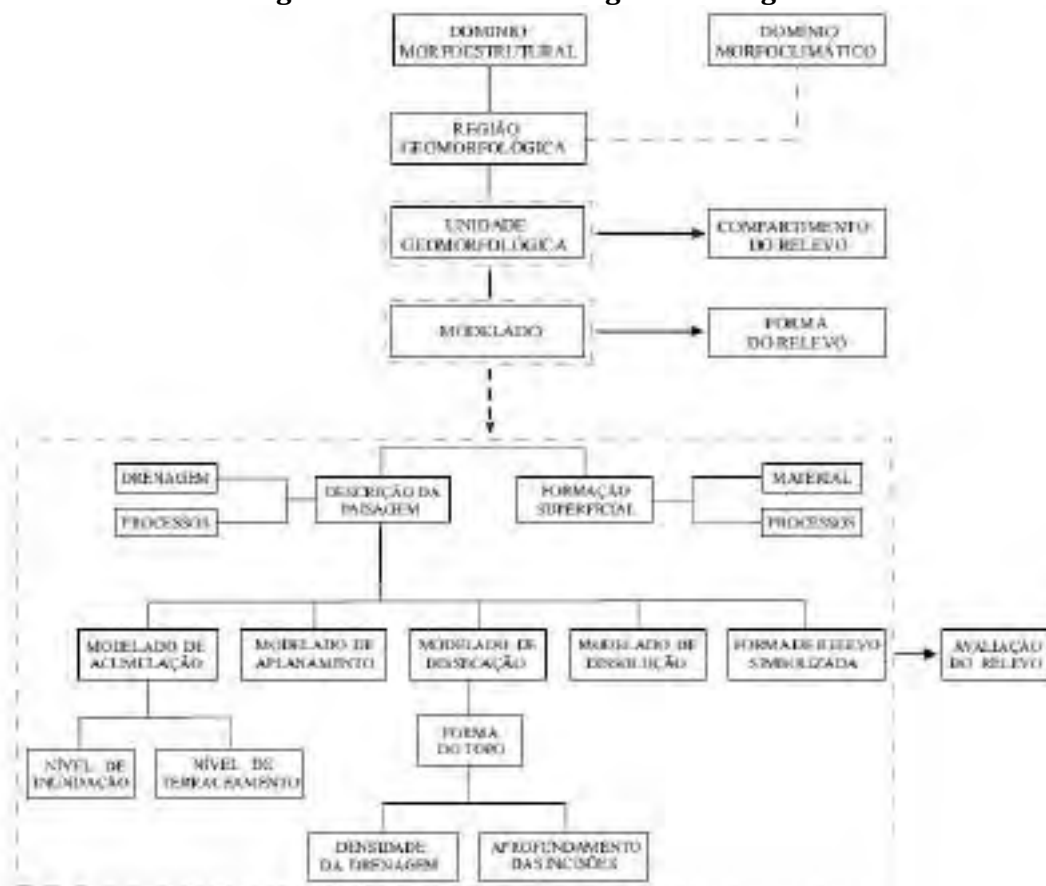 DOMÍNIO
MORFOESTRUTURAL
DOMÍNIO
MORFOCLIMÁTICO
REGIÃO
GEOMORFOLÓGICA
UNIDADE
GEOMORFOLÓGICA
COMPARTIMENTO
DO RELEVO
MODELADO
FORMA
DO RELEVO
DRENAGEM
PROCESSOS
DESCRIÇÃO DA
PAISAGEM
FORMAÇÃO
SUPERFICIAL
MATERIAL
PROCESSOS
MODELADO DE
ACUMULAÇÃO
MODELADO DE
APLANAMENTO
MODELADO DE
DISSECAÇÃO
MODELADO DE
DISSOLUÇÃO
FORMA DE RELEVO
SIMBOLIZADA
AVALIAÇÃO
DO RELEVO
NÍVEL DE
INUNDAÇÃO
NÍVEL DE
TERRACEAMENTO
FORMA
DO TOPO
DENSIDADE
DA DRENAGEM
APROFUNDAMENTO
DAS INCISÕES